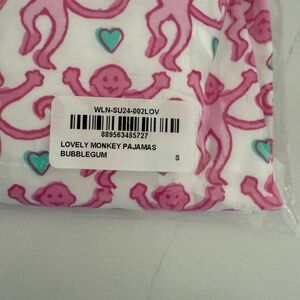 WLN-SU24-002LOV
889563485727
LOVELY MONKEY PAJAMAS
BUBBLEGUM S